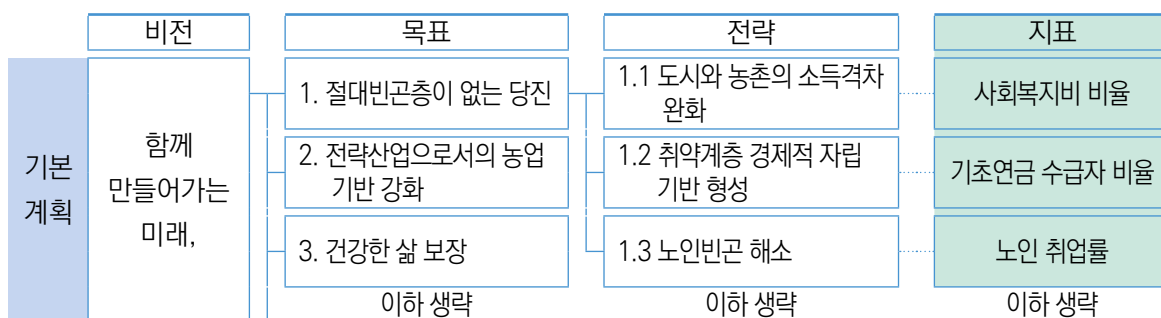 비전
목표
전략
지표
기본
계획
함께
만들어가는
미래,
1. 절대빈곤층이 없는 당진
2. 전략산업으로서의 농업
기반 강화
3. 건강한 삶 보장
이하 생략
1.1 도시와 농촌의 소득격차
완화
1.2 취약계층 경제적 자립
기반 형성
1.3 노인빈곤 해소
이하 생략
사회복지비 비율
기초연금 수급자 비율
노인 취업률
이하 생략